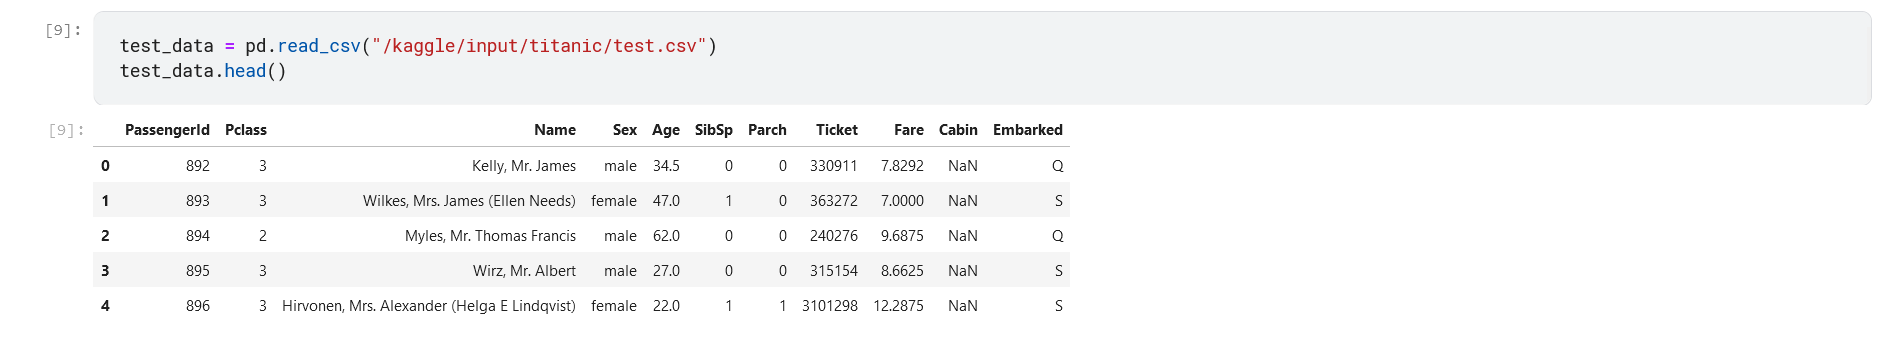 [9]:
test_data = pd.read_csv("/kaggle/input/titanic/test.csv")
test_data.head()
[9]:
PassengerId Pclass Name Sex Age SibSp Parch Ticket Fare Cabin Embarked
0 892 3 Kelly, Mr. James male 34.5 0 0 330911 7.8292 NaN Q
1 893 3 Wilkes, Mrs. James (Ellen Needs) female 47.0 1 0 363272 7.0000 NaN S
2 894 2 Myles, Mr. Thomas Francis male 62.0 0 0 240276 9.6875 NaN Q
3 895 3 Wirz, Mr. Albert male 27.0 0 0 315154 8.6625 NaN S
4 896 3 Hirvonen, Mrs. Alexander (Helga E Lindqvist) female 22.0 1 1 3101298 12.2875 NaN S